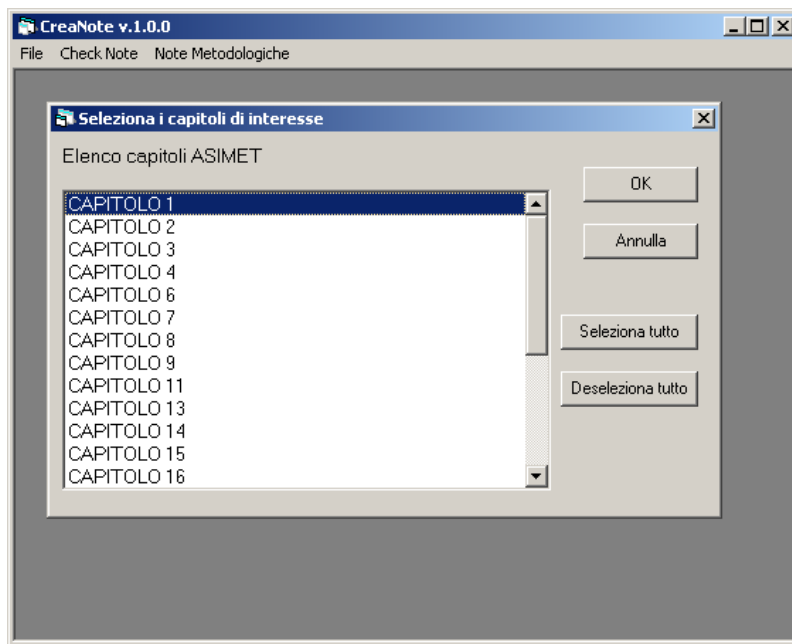 CreaNote v.1.0.0
File Check Note Note Metodologiche
Seleziona i capitoli di interesse
Elenco capitoli ASIMET
OK
CAPITOLO 1
CAPITOLO 2
Annulla
CAPITOLO 3
CAPITOLO 4
CAPITOLO 6
CAPITOLO 7
Seleziona tutto
CAPITOLO 8
CAPITOLO 9
Deseleziona tutto
CAPITOLO 11
CAPITOLO 13
CAPITOLO 14
CAPITOLO 15
CAPITOLO 16